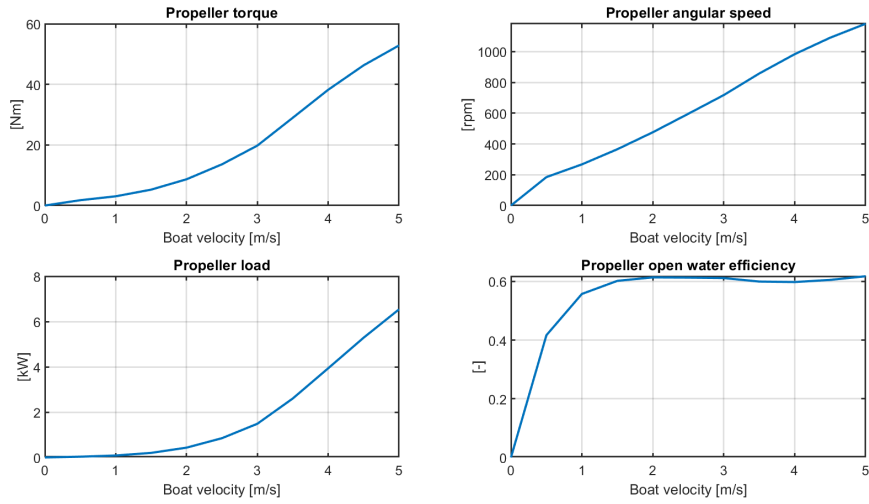 Propeller torque
60
40
20
0
[Nm]
0 1 2 3 4 5
Boat velocity [m/s]
Propeller angular speed
1000
800
600
400
200
0
[rpm]
0 1 2 3 4 5
Boat velocity [m/s]
Propeller load
8
6
4
2
0
[kW]
0 1 2 3 4 5
Boat velocity [m/s]
Propeller open water efficiency
0.6
0.4
0.2
0
[-]
0 1 2 3 4 5
Boat velocity [m/s]